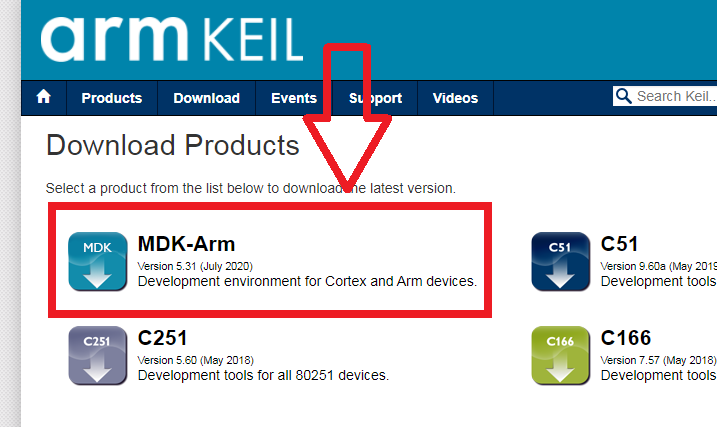 arm KEIL
Products Download Events Support Videos Search Keil...
Download Products
Select a product from the list below to download the latest version.
MDK
MDK-Arm
Version 5.31 (July 2020)
Development environment for Cortex and Arm devices.
C51
C51
Version 9.60a (May 2019
Development tools
C251
C251
Version 5.60 (May 2018)
Development tools for all 80251 devices.
C166
C166
Version 7.57 (May 2018)
Development tools